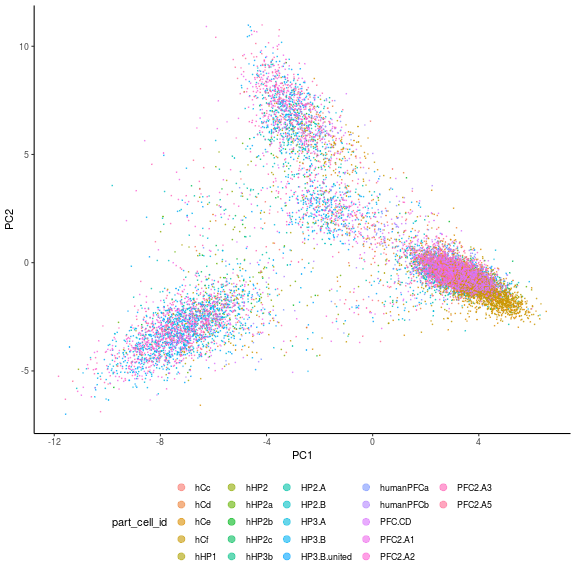 10
5
0
-5
PC2
-12 -8 -4 0 4
PC1
part_cell_id
hCc hHP2 HP2.A humanPFCa PFC2.A3
hCd hHP2a HP2.B humanPFCb PFC2.A5
hCe hHP2b HP3.A PFC.CD
hCf hHP2c HP3.B PFC2.A1
hHP1 hHP3b HP3.B.united PFC2.A2